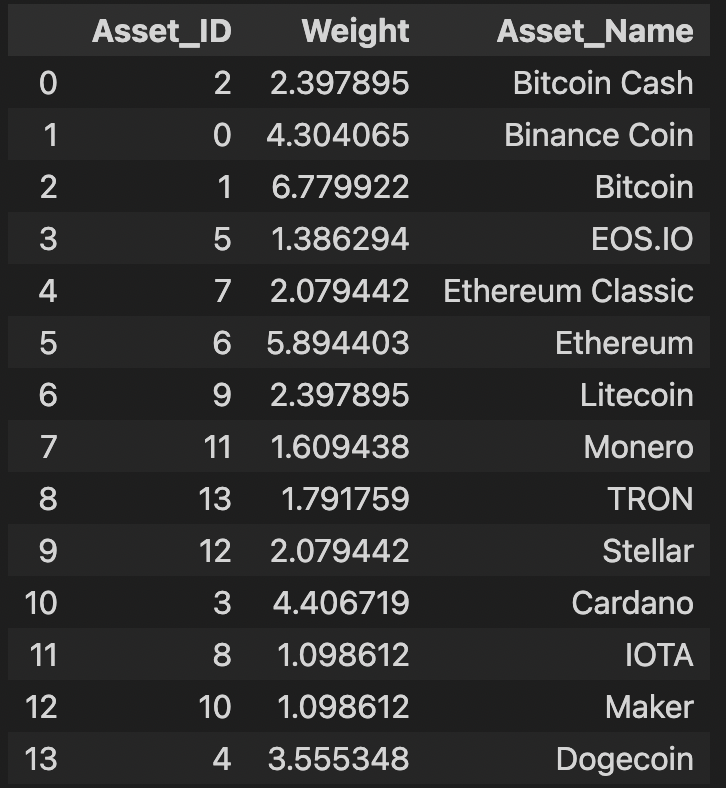 Asset_ID Weight Asset_Name
0 2 2.397895 Bitcoin Cash
1 0 4.304065 Binance Coin
2 1 6.779922 Bitcoin
3 5 1.386294 EOS.IO
4 7 2.079442 Ethereum Classic
5 6 5.894403 Ethereum
6 9 2.397895 Litecoin
7 11 1.609438 Monero
8 13 1.791759 TRON
9 12 2.079442 Stellar
10 3 4.406719 Cardano
11 8 1.098612 IOTA
12 10 1.098612 Maker
13 4 3.555348 Dogecoin